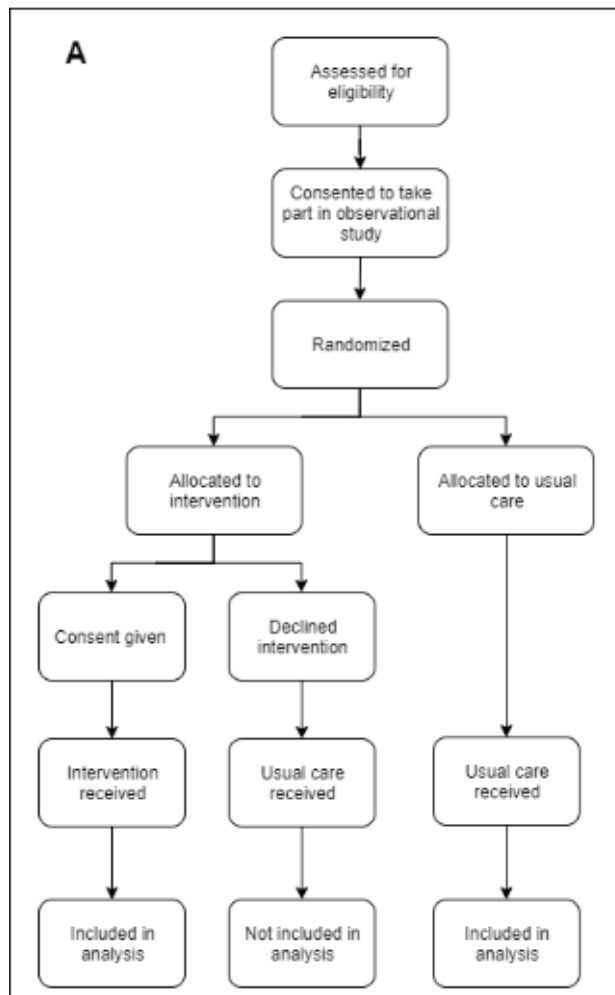 A
Assessed for
eligibility
Consented to take
part in observational
study
Randomized
Allocated to
intervention
Allocated to usual
care
Consent given
Declined
intervention
Intervention
received
Usual care
received
Usual care
received
Included in
analysis
Not included in
analysis
Included in
analysis